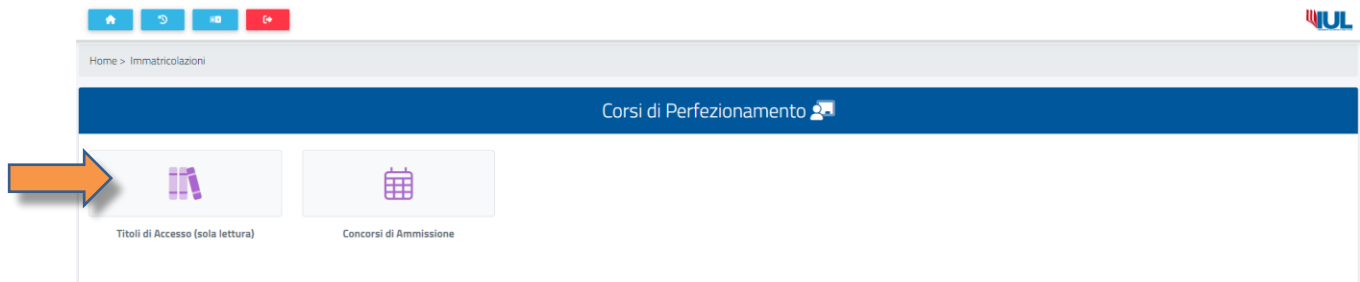 IUL
Home > Immatricolazioni
Corsi di Perfezionamento
Titoli di Accesso (sola lettura)
Concorsi di Ammissione